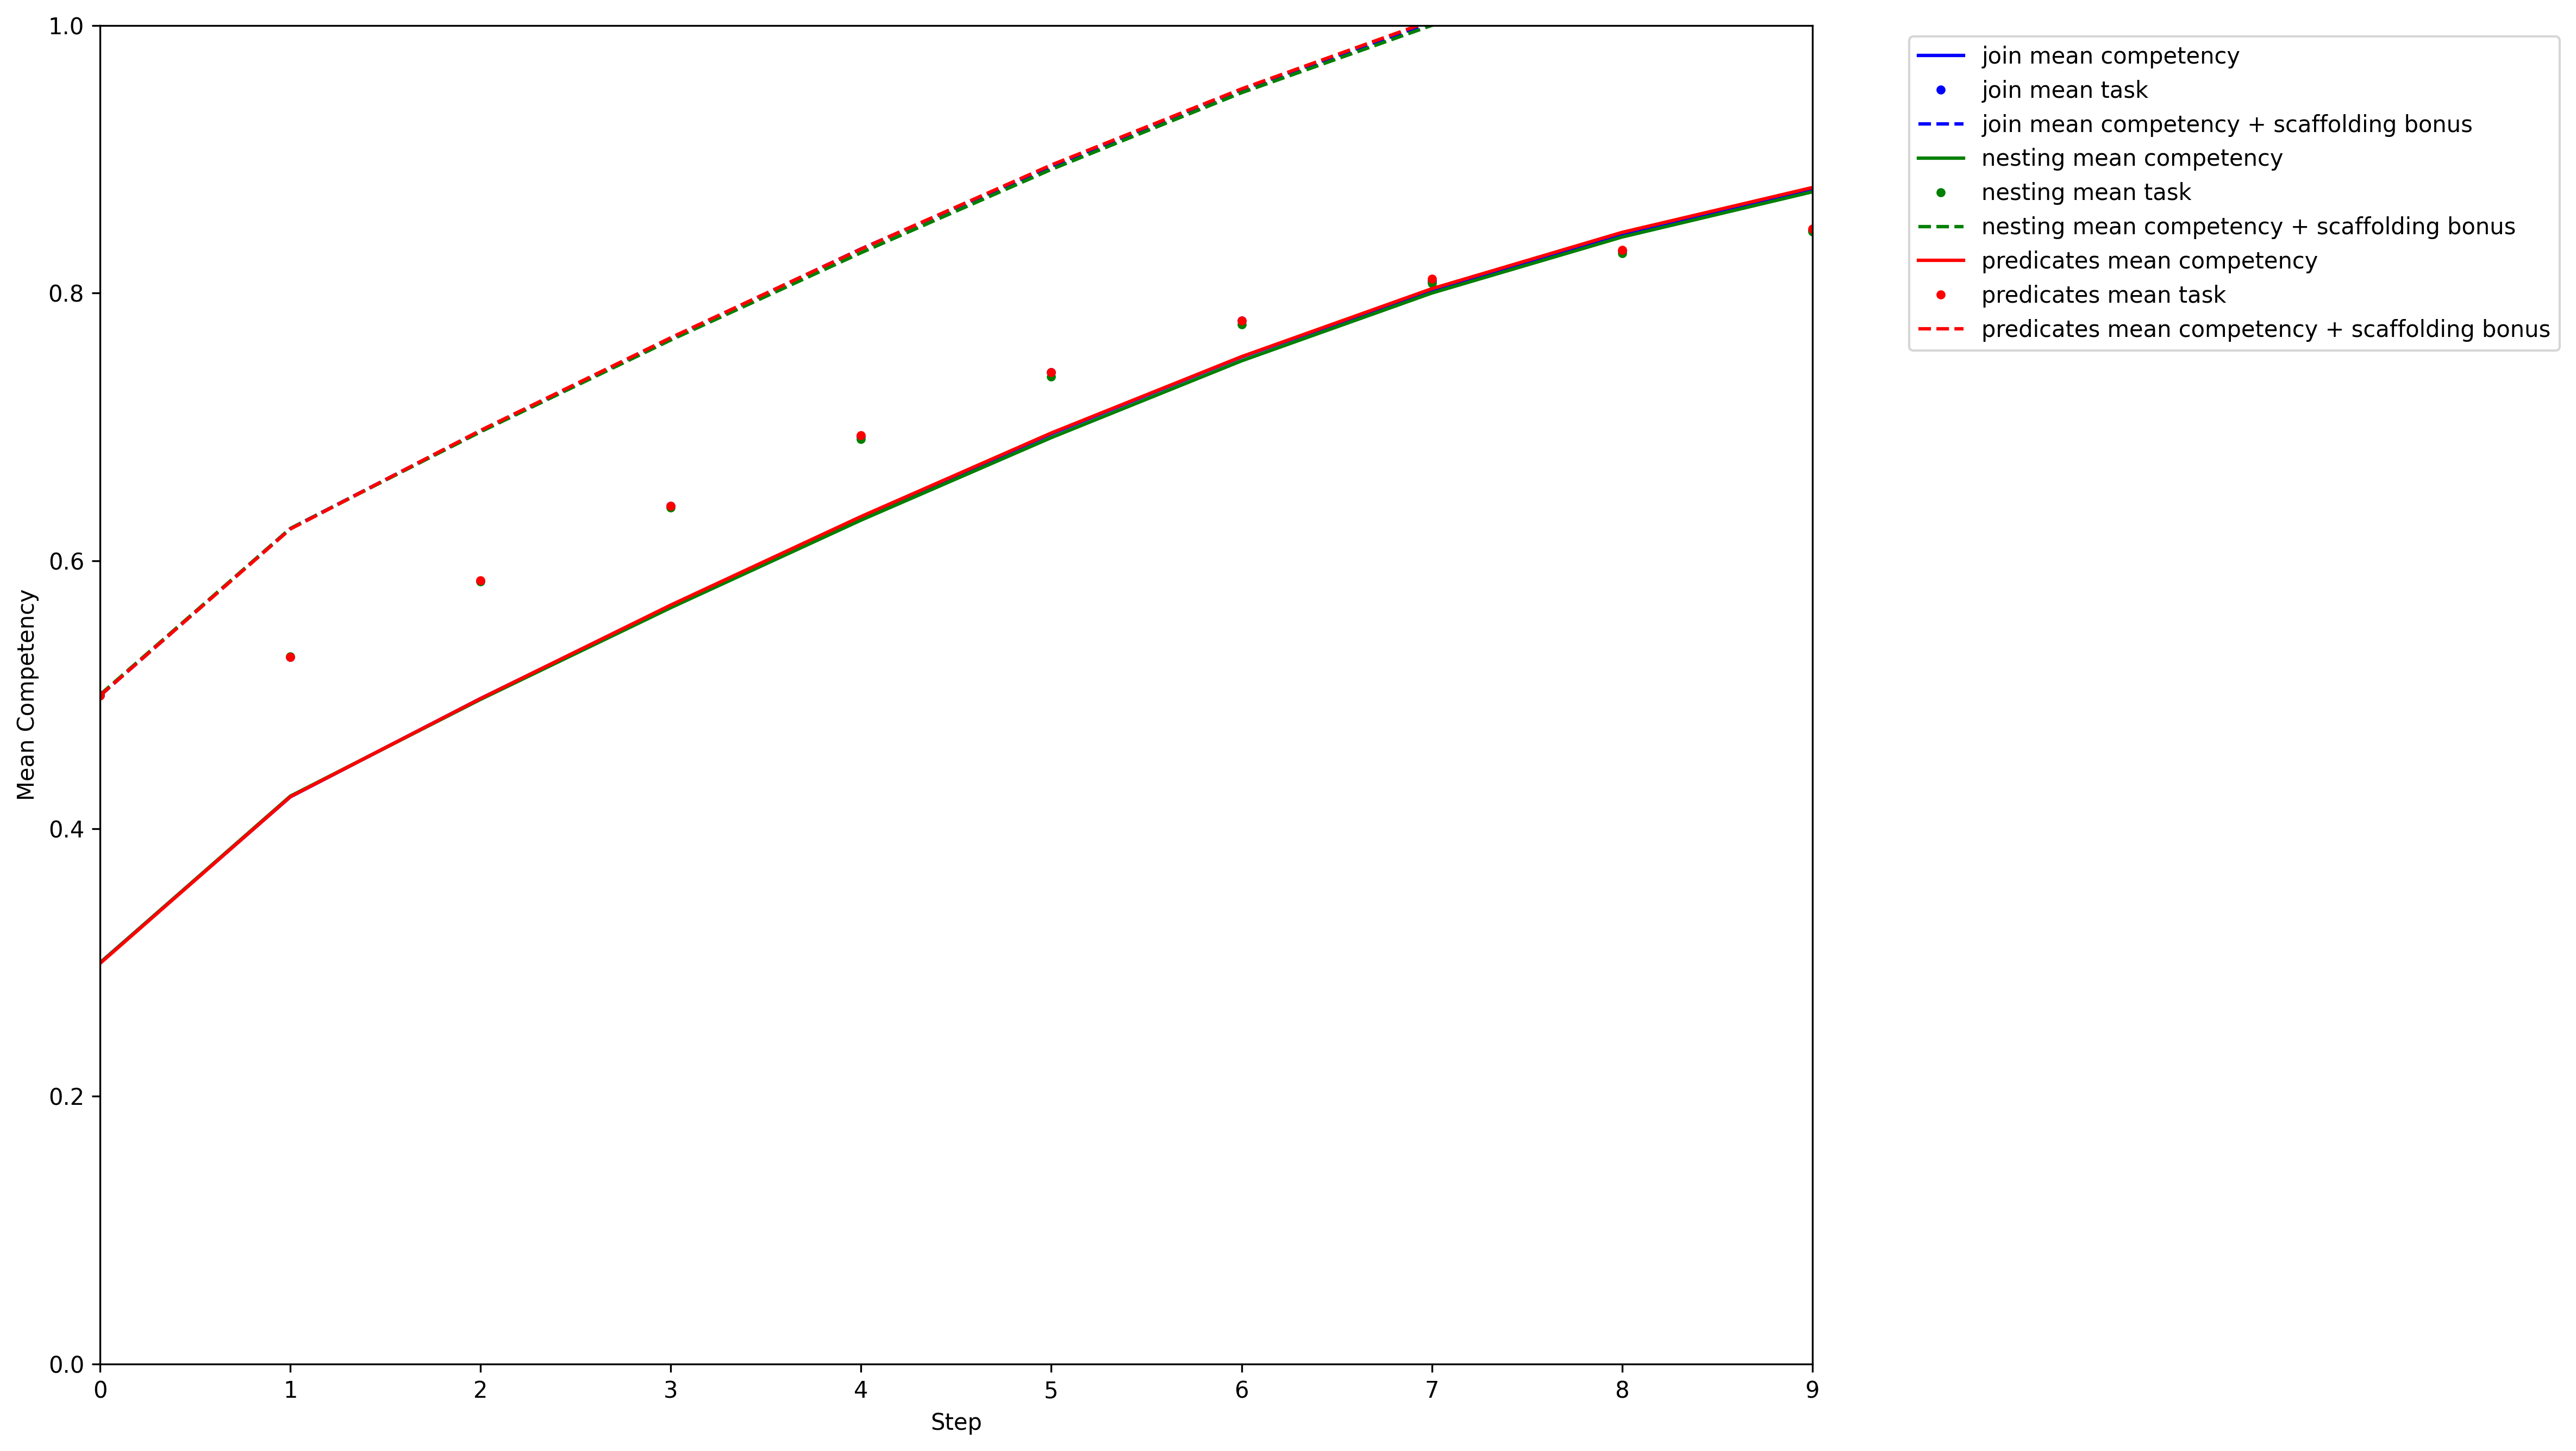 1.0
0.8
0.6
0.4
0.2
0.0
Mean Competency
0 1 2 3 4 5 6 7 8 9
Step
join mean competency
join mean task
join mean competency + scaffolding bonus
nesting mean competency
nesting mean task
nesting mean competency + scaffolding bonus
predicates mean competency
predicates mean task
predicates mean competency + scaffolding bonus